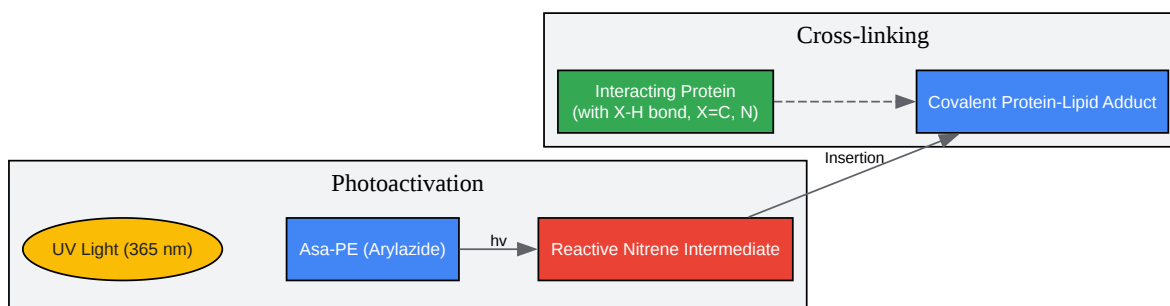 Cross-linking
Interacting Protein
(with X-H bond, X=C, N)
Covalent Protein-Lipid Adduct
Insertion
Photoactivation
UV Light (365 nm)
Asa-PE (Arylazide)
hv
Reactive Nitrene Intermediate